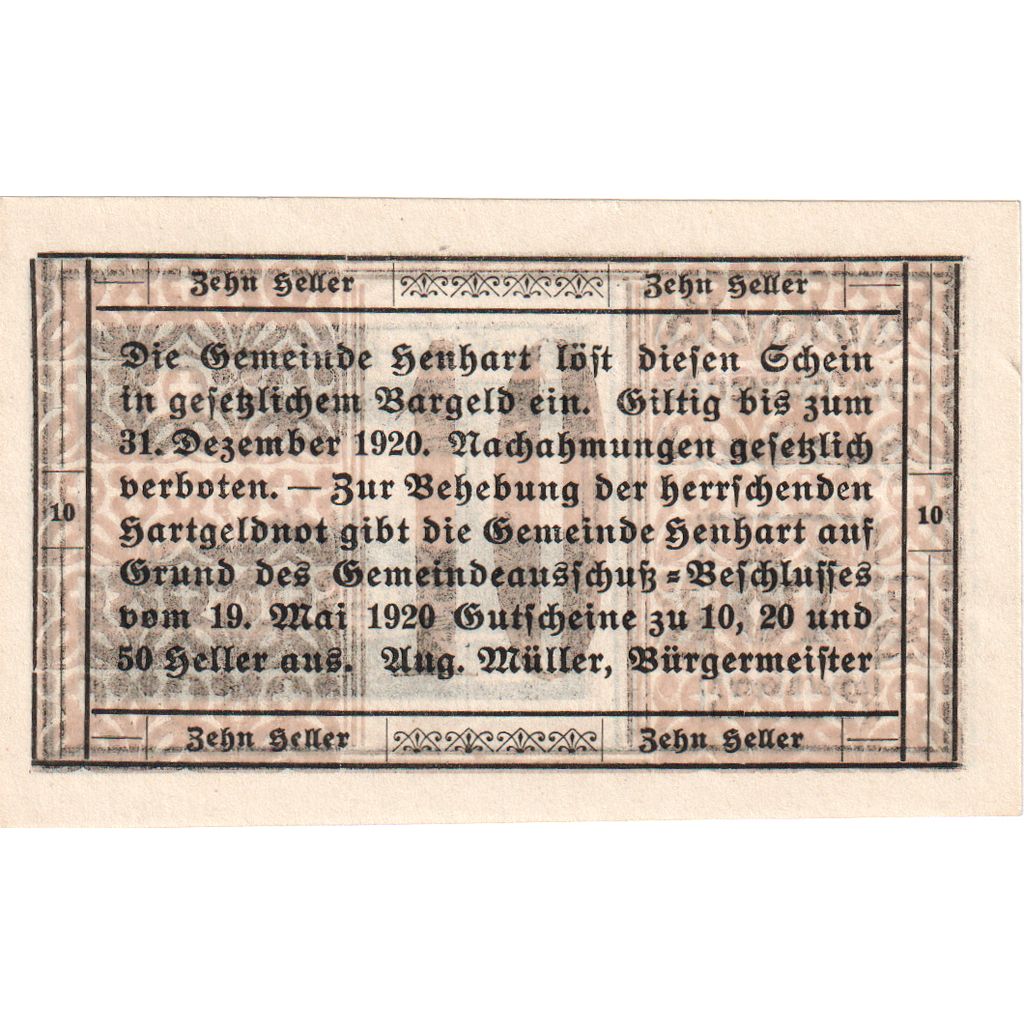 Zehn Heller Zehn Heller
Die Gemeinde Henhart löst diesen Schein
in gesetzlichem Bargeld ein. Giltig bis zum
31. Dezember 1920. Nachahmungen gesetzlich
verboten. — Zur Behebung der herrschenden
10 Hartgeldnot gibt die Gemeinde Henhart auf 10
Grund des Gemeindeausschuß=Beschlusses
vom 19. Mai 1920 Gutscheine zu 10, 20 und
50 Heller aus. Aug. Müller, Bürgermeister
Zehn Heller Zehn Heller